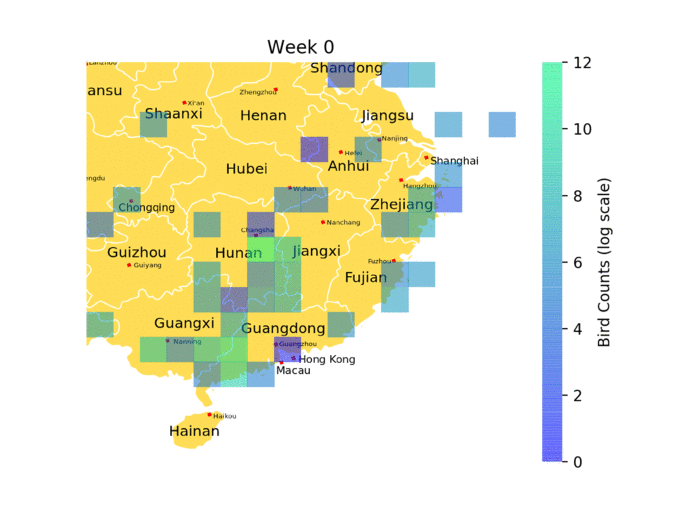 Week 0
Lanzhou
Shandong
ansu
Zhengzhou
Xi'an
Shaanxi
Henan
Jiangsu
Nanjing
Hefei
Anhui
Shanghai
Hubei
engdu
Wuhan
Hangzhou
Chongqing
Zhejiang
Nanchang
Changsha
Guizhou
Hunan
Jiangxi
Fuzhou
Guiyang
Fujian
Guangxi
Guangdong
Nanning
Guangzhou
Hong Kong
Macau
Haikou
Hainan
12
10
8
6
4
2
0
Bird Counts (log scale)